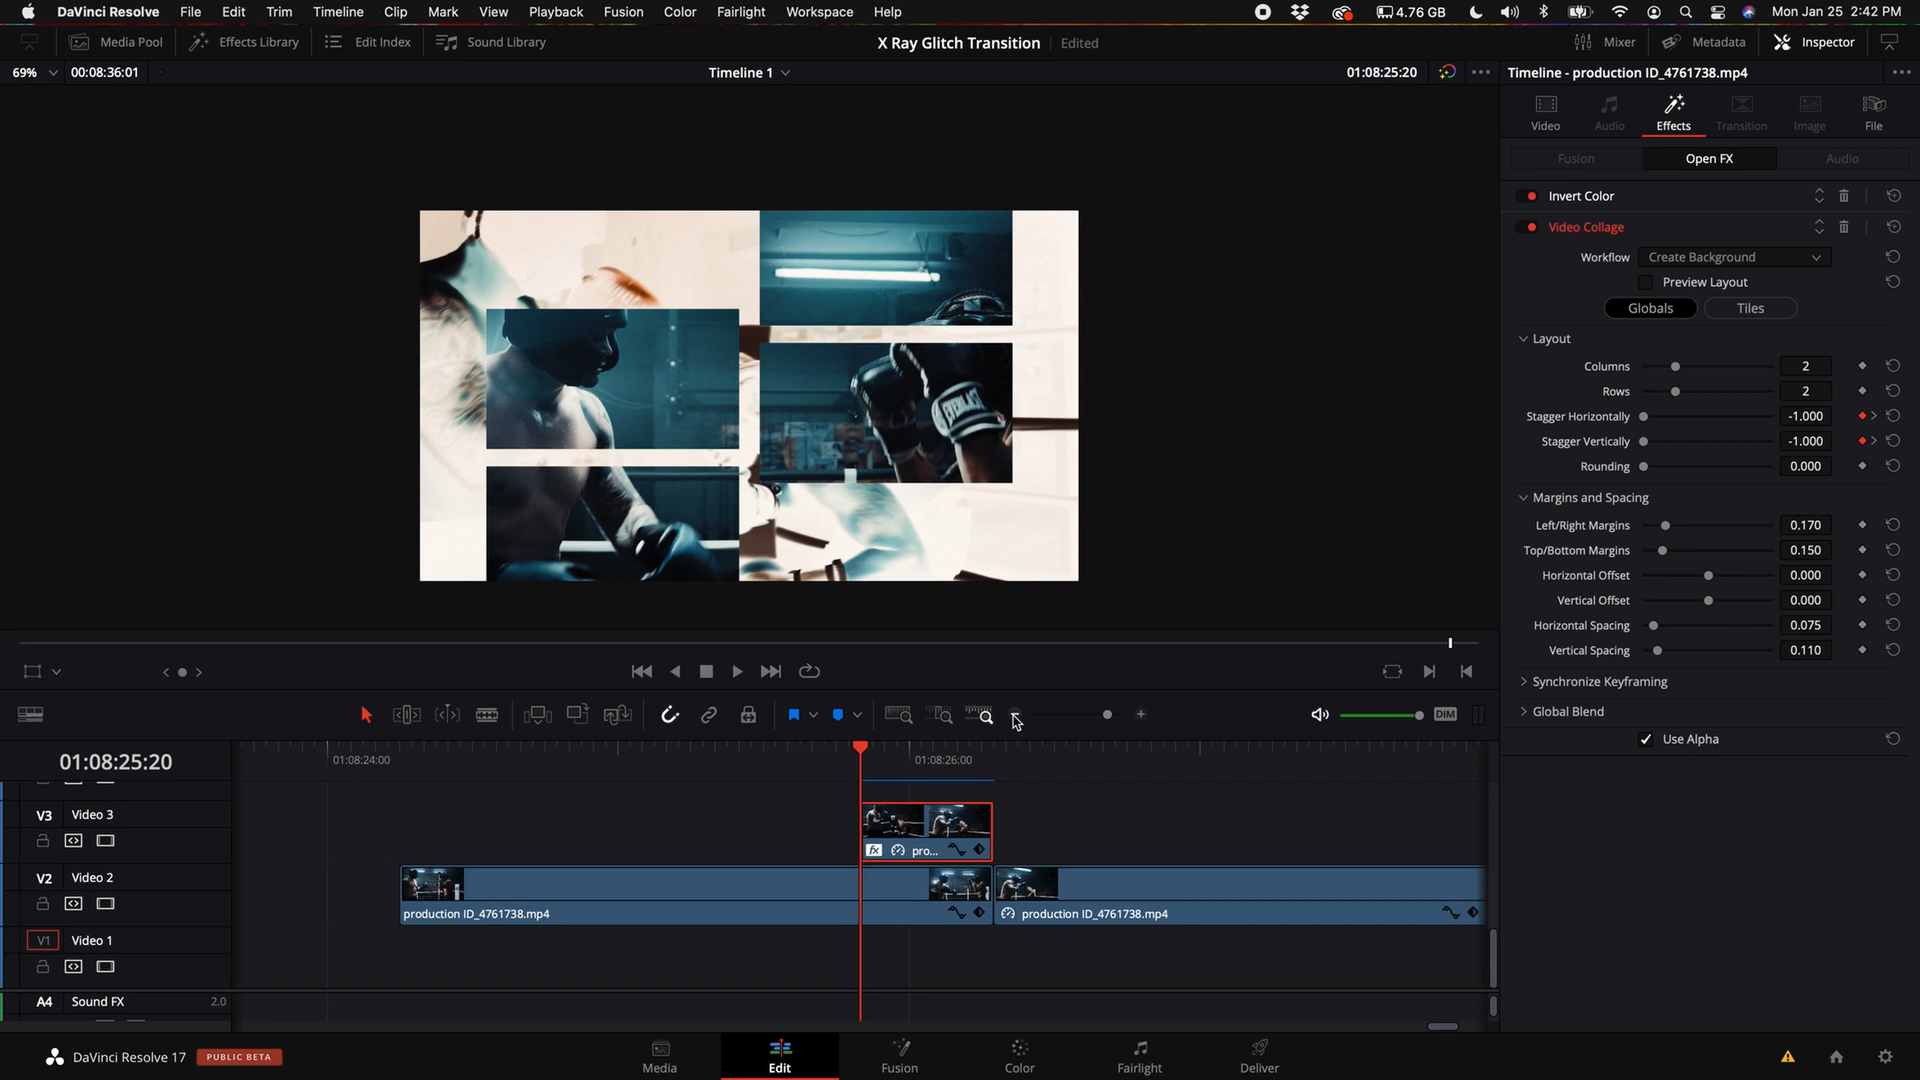 DaVinci Resolve File Edit Trim Timeline Clip Mark View Playback Fusion Color Fairlight Workspace Help 4.76 GB Mon Jan 25 2:42 PM
Media Pool Effects Library Edit Index Sound Library X Ray Glitch Transition Edited Mixer Metadata Inspector
69% 00:08:36:01 Timeline 1 01:08:25:20 Timeline - production ID_4761738.mp4
Video Audio Effects Transition Image File
Fusion Open FX Audio
Invert Color
Video Collage
Workflow Create Background
Preview Layout
Globals Tiles
Layout
Columns 2
Rows 2
Stagger Horizontally -1.000
Stagger Vertically -1.000
Rounding 0.000
Margins and Spacing
Left/Right Margins 0.170
Top/Bottom Margins 0.150
Horizontal Offset 0.000
Vertical Offset 0.000
Horizontal Spacing 0.075
Vertical Spacing 0.110
Synchronize Keyframing
Global Blend
Use Alpha
EVERLAST
DIM
01:08:25:20 01:08:24:00 01:08:26:00
V3 Video 3
fx pro...
V2 Video 2
production ID_4761738.mp4 production ID_4761738.mp4
V1 Video 1
A4 Sound FX 2.0
DaVinci Resolve 17 PUBLIC BETA Media Edit Fusion Color Fairlight Deliver